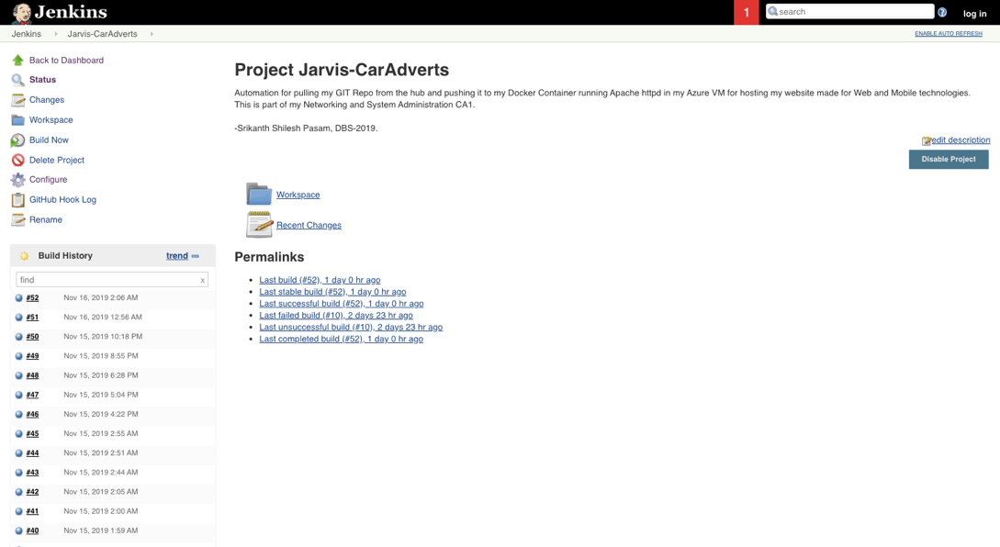 Jenkins
1
search
?
log in
Jenkins
Jarvis-CarAdverts
ENABLE AUTO REFRESH
Back to Dashboard
Status
Changes
Workspace
Build Now
Delete Project
Configure
GitHub Hook Log
Rename
Build History
trend
find
x
#52 Nov 16, 2019 2:06 AM
#51 Nov 16, 2019 12:56 AM
#50 Nov 15, 2019 10:18 PM
#49 Nov 15, 2019 8:55 PM
#48 Nov 15, 2019 6:28 PM
#47 Nov 15, 2019 5:04 PM
#46 Nov 15, 2019 4:22 PM
#45 Nov 15, 2019 2:55 AM
#44 Nov 15, 2019 2:51 AM
#43 Nov 15, 2019 2:44 AM
#42 Nov 15, 2019 2:05 AM
#41 Nov 15, 2019 2:00 AM
#40 Nov 15, 2019 1:59 AM
Project Jarvis-CarAdverts
Automation for pulling my GIT Repo from the hub and pushing it to my Docker Container running Apache httpd in my Azure VM for hosting my website made for Web and Mobile technologies.
This is part of my Networking and System Administration CA1.
-Srikanth Shilesh Pasam, DBS-2019.
edit description
Disable Project
Workspace
Recent Changes
Permalinks
Last build (#52), 1 day 0 hr ago
Last stable build (#52), 1 day 0 hr ago
Last successful build (#52), 1 day 0 hr ago
Last failed build (#10), 2 days 23 hr ago
Last unsuccessful build (#10), 2 days 23 hr ago
Last completed build (#52), 1 day 0 hr ago